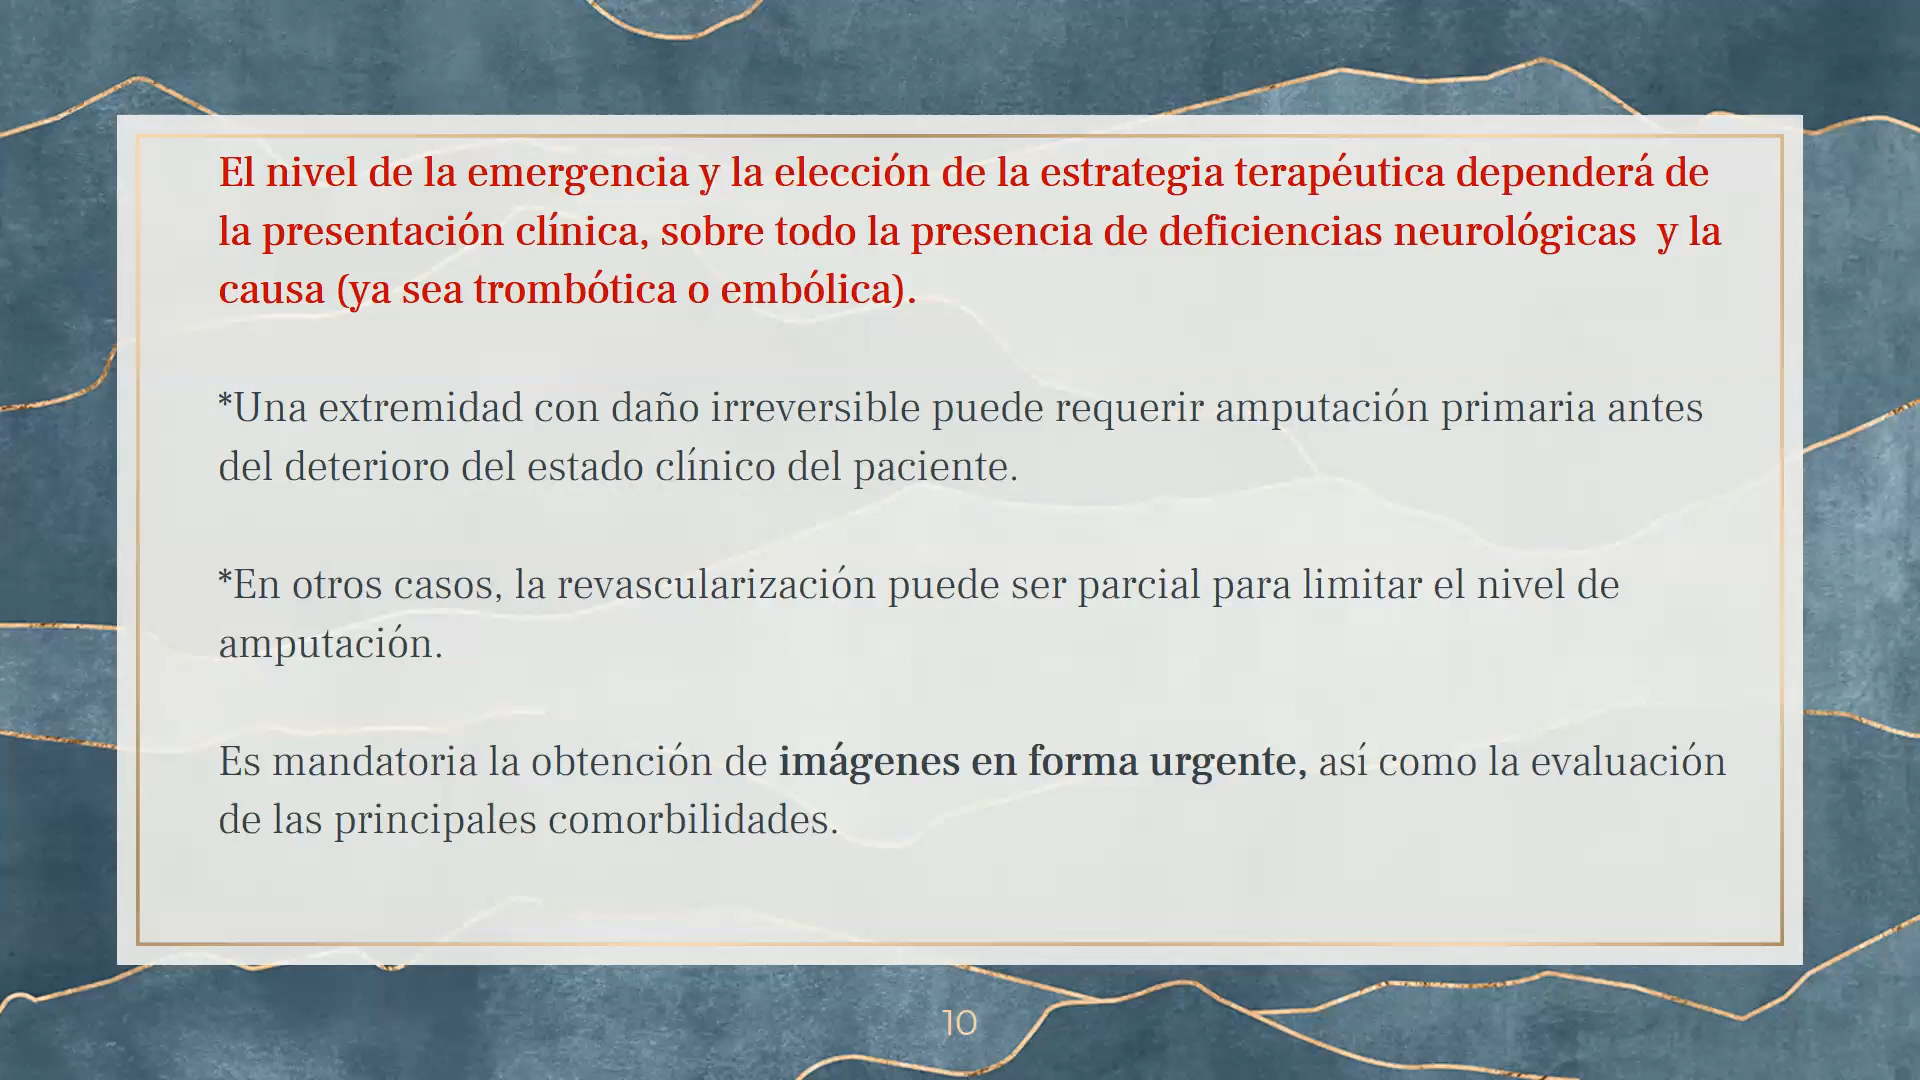 El nivel de la emergencia y la elección de la estrategia terapéutica dependerá de
la presentación clínica, sobre todo la presencia de deficiencias neurológicas  y la
causa (ya sea trombótica o embólica).
*Una extremidad con daño irreversible puede requerir amputación primaria antes
del deterioro del estado clínico del paciente.
*En otros casos, la revascularización puede ser parcial para limitar el nivel de
amputación.
Es mandatoria la obtención de imágenes en forma urgente, así como la evaluación
de las principales comorbilidades.
10